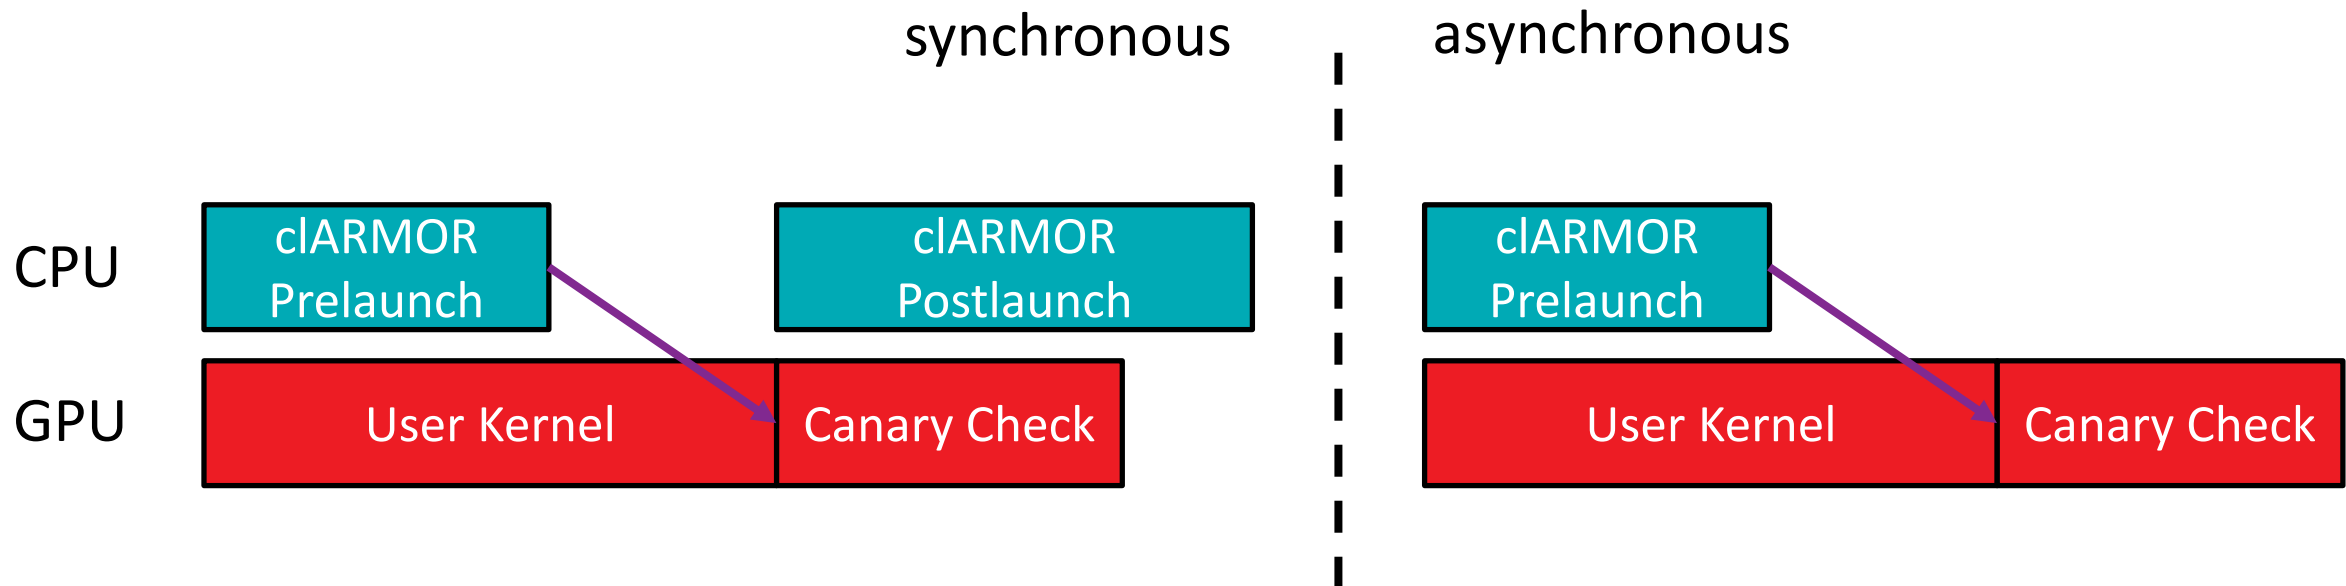 synchronous
asynchronous
CPU
clARMOR
Prelaunch
clARMOR
Postlaunch
clARMOR
Prelaunch
GPU
User Kernel
Canary Check
User Kernel
Canary Check